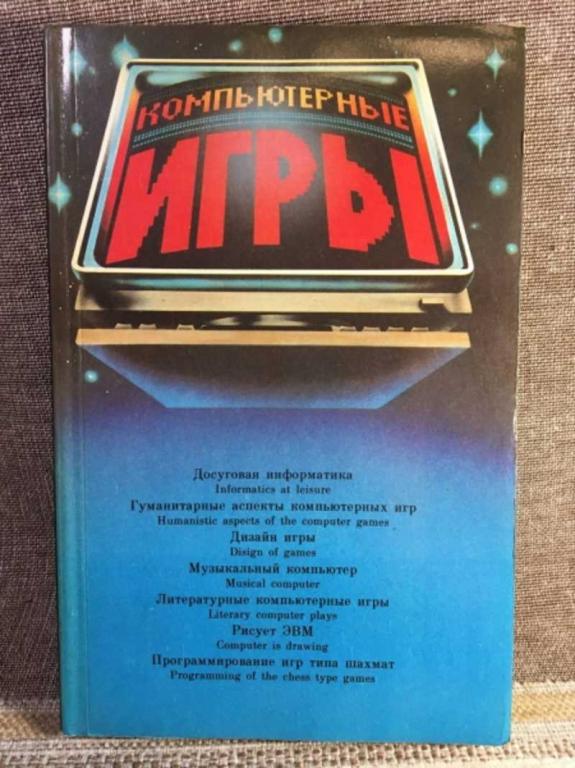 КОМПЬЮТЕРНЫЕ
ИГРЫ
Досуговая информатика
Informatics at leisure
Гуманитарные аспекты компьютерных игр
Humanistic aspects of the computer games
Дизайн игры
Disign of games
Музыкальный компьютер
Musical computer
Литературные компьютерные игры
Literary computer plays
Рисует ЭВМ
Computer is drawing
Программирование игр типа шахмат
Programming of the chess type games